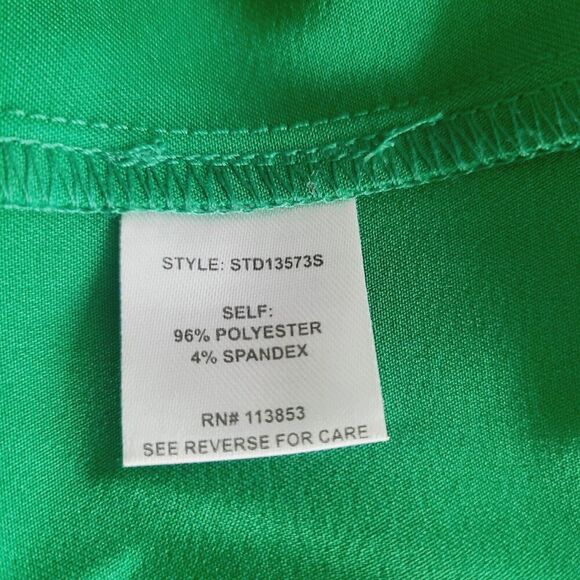 STYLE: STD13573S
SELF:
96% POLYESTER
4% SPANDEX
RN# 113853
SEE REVERSE FOR CARE